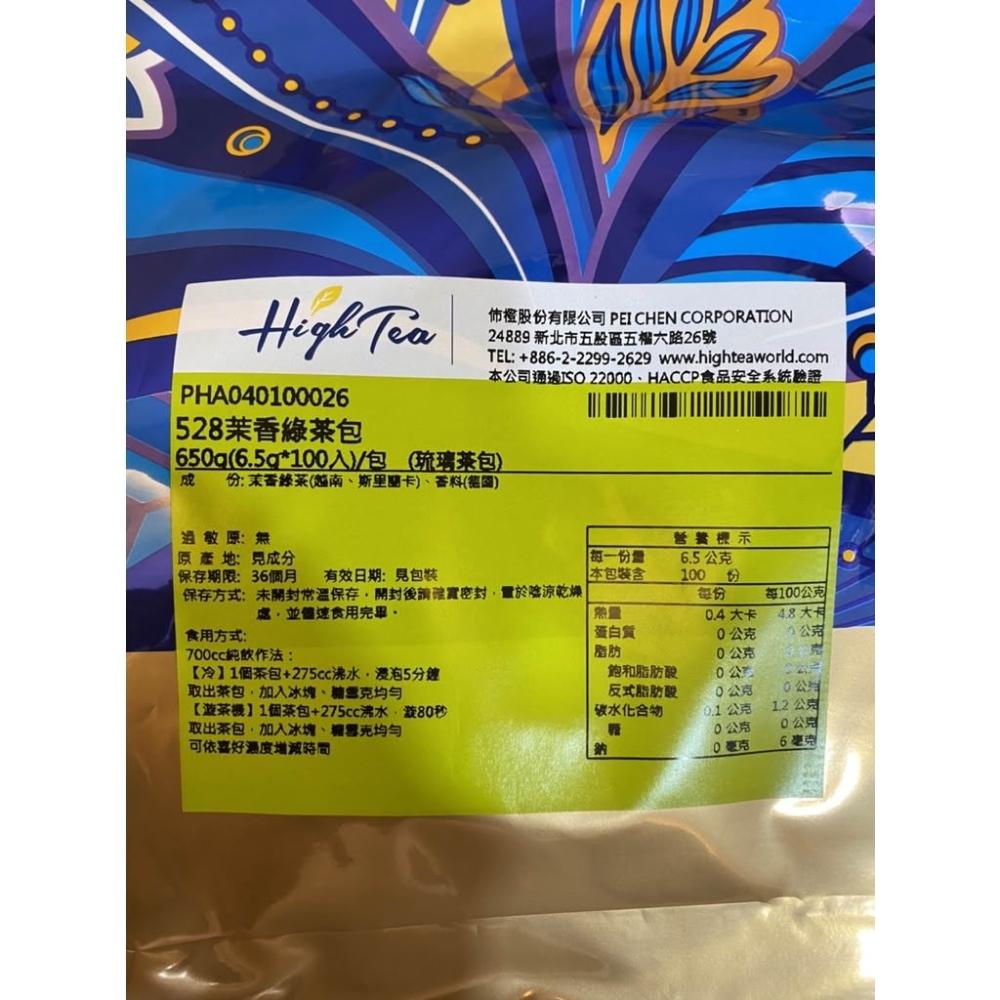 High Tea
侼橙股份有限公司 PEI CHEN CORPORATION
24889 新北市五股區五權六路26號
TEL: +886-2-2299-2629 www.highteaworld.com
本公司通過ISO 22000、HACCP食品安全系統驗證
PHA040100026
528茉香綠茶包
650g(6.5g*100入)/包 (琉璃茶包)
成 份: 茉香綠茶(越南、斯里蘭卡)、香料(德國)
過 敏 原: 無
原 產 地: 見成分
保存期限: 36個月 有效日期: 見包裝
保存方式: 未開封常溫保存，開封後請確實密封，置於陰涼乾燥
處，並儘速食用完畢。
食用方式:
700cc純飲作法：
【冷】1個茶包+275cc沸水，浸泡5分鐘
取出茶包，加入冰塊、糖雪克均勻
【漩茶機】1個茶包+275cc沸水，漩80秒
取出茶包，加入冰塊、糖雪克均勻
可依喜好濃度增減時間
營 養 標 示
每一份量 6.5 公克
本包裝含 100 份
每份 每100公克
熱量 0.4 大卡 4.8 大卡
蛋白質 0 公克 0 公克
脂肪 0 公克 0 公克
飽和脂肪酸 0 公克 0 公克
反式脂肪酸 0 公克 0 公克
碳水化合物 0.1 公克 1.2 公克
糖 0 公克 0 公克
鈉 0 毫克 6 毫克